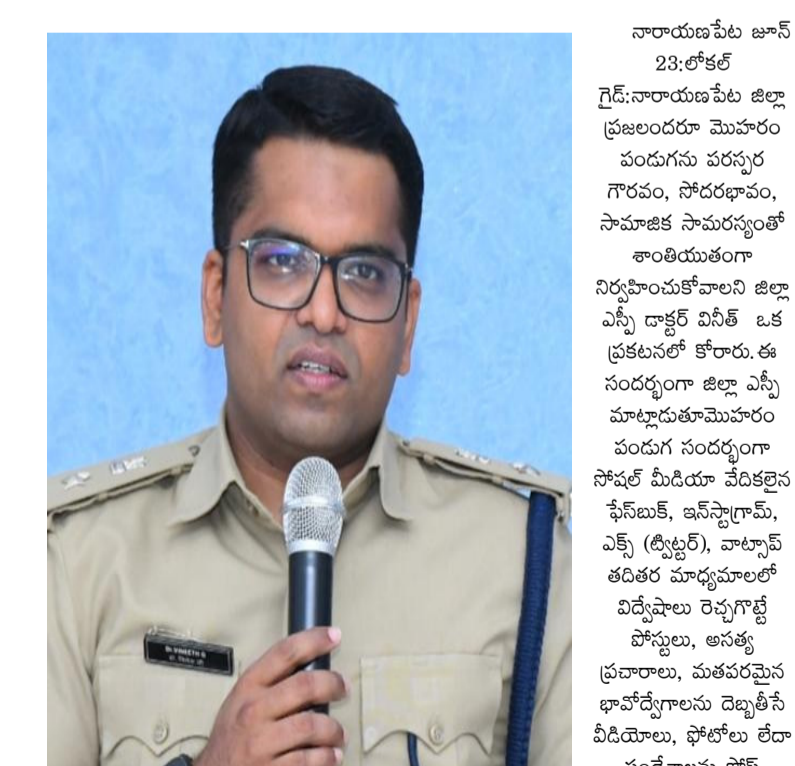 నారాయణపేట జూన్
23:లోకల్
గైడ్:నారాయణపేట జిల్లా
ప్రజలందరూ మొహరం
పండుగను పరస్పర
గౌరవం, సోదరభావం,
సామాజిక సామరస్యంతో
శాంతియుతంగా
నిర్వహించుకోవాలని జిల్లా
ఎస్పీ డాక్టర్ వినీత్ ఒక
ప్రకటనలో కోరారు.ఈ
సందర్భంగా జిల్లా ఎస్పీ
మాట్లాడుతూమొహరం
పండుగ సందర్భంగా
సోషల్ మీడియా వేదికలైన
ఫేస్‌బుక్, ఇన్‌స్టాగ్రామ్,
ఎక్స్ (ట్విట్టర్), వాట్సాప్
తదితర మాధ్యమాలలో
విద్వేషాలు రెచ్చగొట్టే
పోస్టులు, అసత్య
ప్రచారాలు, మతపరమైన
భావోద్వేగాలను దెబ్బతీసే
వీడియోలు, ఫోటోలు లేదా
Dr.VINEETH G